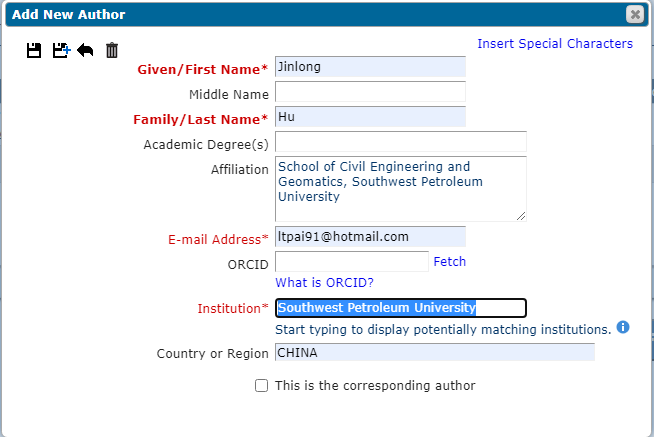 Add New Author
Insert Special Characters
Given/First Name* Jinlong
Middle Name
Family/Last Name* Hu
Academic Degree(s)
Affiliation School of Civil Engineering and
Geomatics, Southwest Petroleum
University
E-mail Address* ltpai91@hotmail.com
ORCID Fetch
What is ORCID?
Institution* Southwest Petroleum University
Start typing to display potentially matching institutions.
Country or Region CHINA
This is the corresponding author